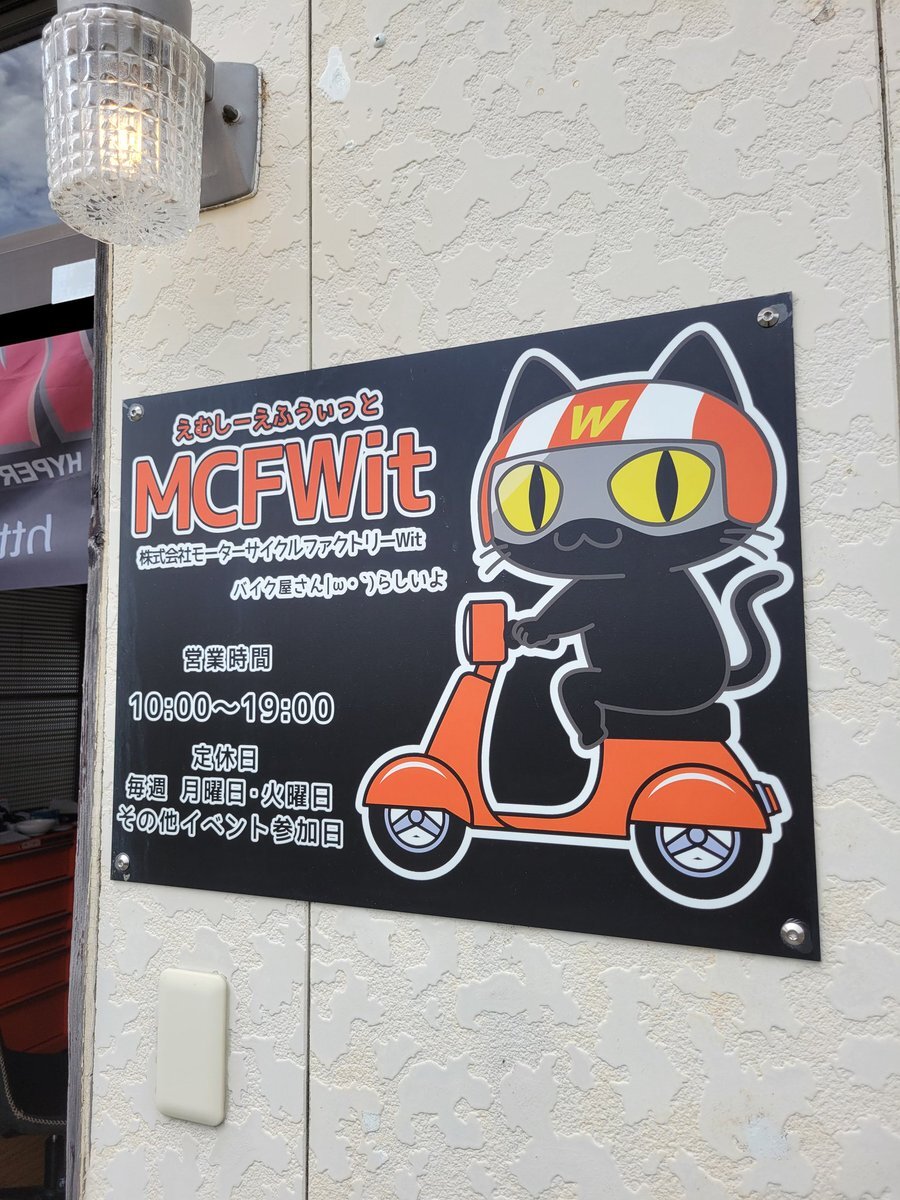 えむしーえふうぃっと
MCFWit
株式会社モーターサイクルファクトリーWit
バイク屋さん|ω・`)らしいよ
営業時間
10:00～19:00
定休日
毎週 月曜日・火曜日
その他イベント参加日
W
HYPER
htt